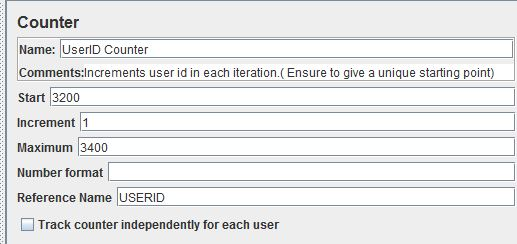 Counter
Name: UserID Counter
Comments:Increments user id in each iteration.( Ensure to give a unique starting point)
Start 3200
Increment 1
Maximum 3400
Number format
Reference Name USERID
Track counter independently for each user